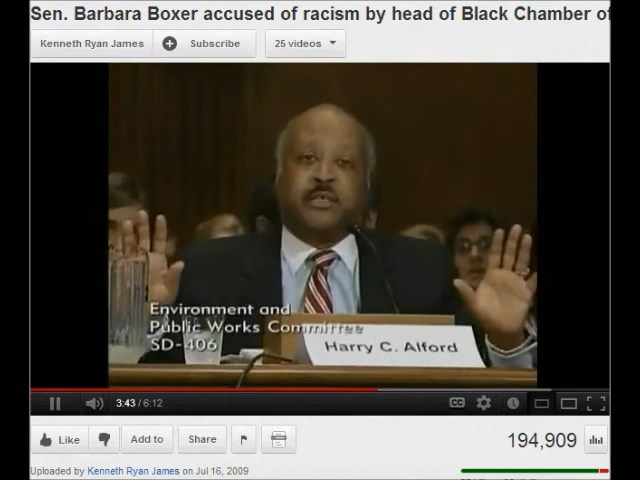 Sen. Barbara Boxer accused of racism by head of Black Chamber of
Kenneth Ryan James
Subscribe
25 videos
Environment and
Public Works Committee
SD-406
Harry C. Alford
3:43 / 6:12
CC
Like
Add to
Share
194,909
Uploaded by Kenneth Ryan James on Jul 16, 2009